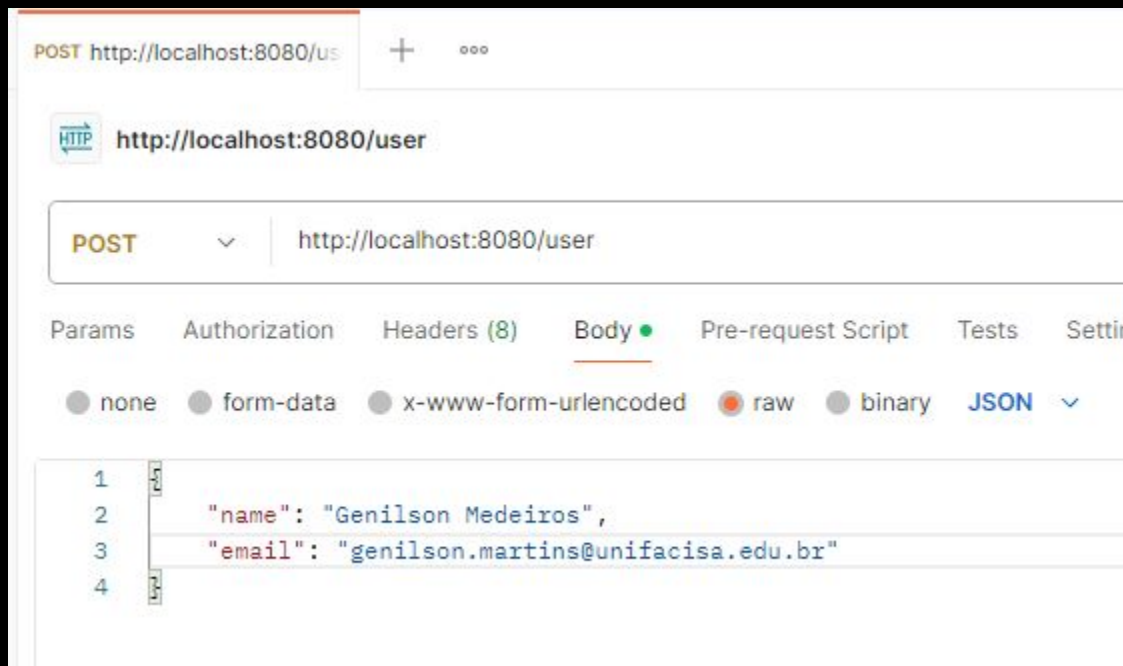 POST http://localhost:8080/us
HTTP http://localhost:8080/user
POST http://localhost:8080/user
Params Authorization Headers (8) Body Pre-request Script Tests Settin
none form-data x-www-form-urlencoded raw binary JSON
1 {
2 "name": "Genilson Medeiros",
3 "email": "genilson.martins@unifacisa.edu.br"
4 }